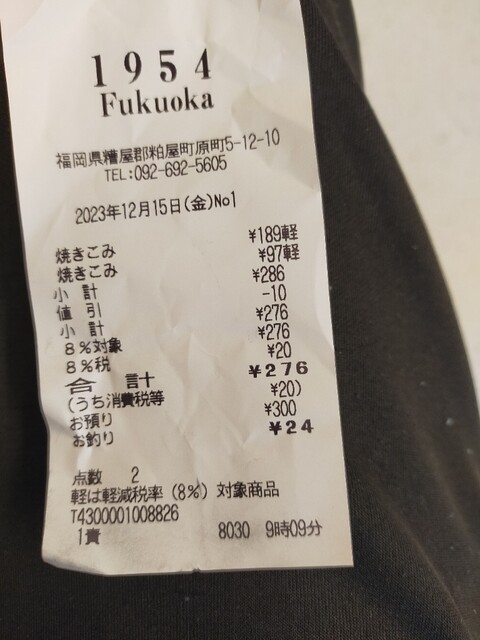 1954
Fukuoka
福岡県糟屋郡粕屋町原町5-12-10
TEL:092-692-5605
2023年12月15日(金)No1
焼きこみ ¥189軽
焼きこみ ¥97軽
小計 ¥286
値引 -10
小計 ¥276
8%対象 ¥276
8%税 ¥20
合計 ¥276
(うち消費税等 ¥20)
お預り ¥300
お釣り ¥24
点数 2
軽は軽減税率(8%)対象商品
T4300001008826
1責 8030 9時09分